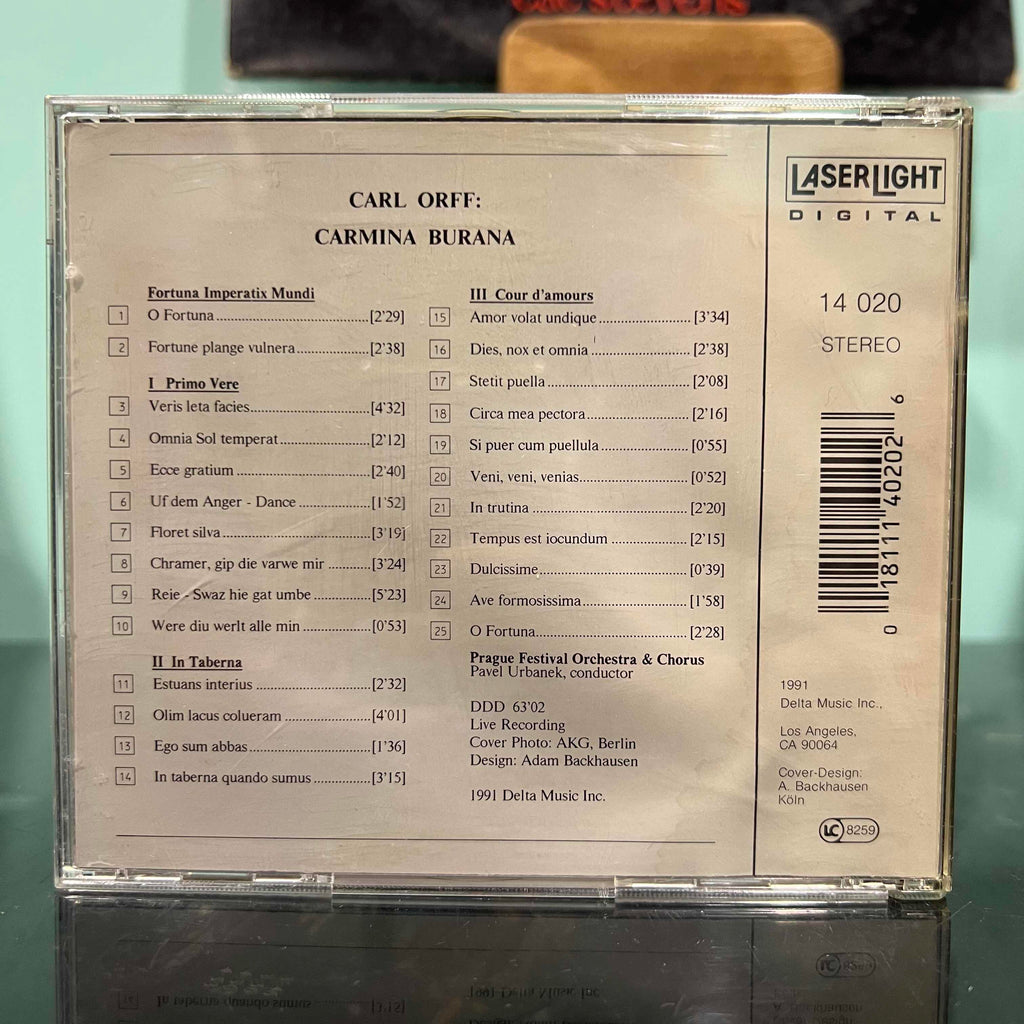 cat stevens
CARL ORFF:
CARMINA BURANA
Fortuna Imperatix Mundi
1 O Fortuna [2'29]
2 Fortune plange vulnera [2'38]
I Primo Vere
3 Veris leta facies [4'32]
4 Omnia Sol temperat [2'12]
5 Ecce gratium [2'40]
6 Uf dem Anger - Dance [1'52]
7 Floret silva [3'19]
8 Chramer, gip die varwe mir [3'24]
9 Reie - Swaz hie gat umbe [5'23]
10 Were diu werlt alle min [0'53]
II In Taberna
11 Estuans interius [2'32]
12 Olim lacus colueram [4'01]
13 Ego sum abbas [1'36]
14 In taberna quando sumus [3'15]
III Cour d'amours
15 Amor volat undique [3'34]
16 Dies, nox et omnia [2'38]
17 Stetit puella [2'08]
18 Circa mea pectora [2'16]
19 Si puer cum puellula [0'55]
20 Veni, veni, venias [0'52]
21 In trutina [2'20]
22 Tempus est iocundum [2'15]
23 Dulcissime [0'39]
24 Ave formosissima [1'58]
25 O Fortuna [2'28]
Prague Festival Orchestra & Chorus
Pavel Urbanek, conductor
DDD 63'02
Live Recording
Cover Photo: AKG, Berlin
Design: Adam Backhausen
1991 Delta Music Inc.
LASERLIGHT
DIGITAL
14 020
STEREO
0 18111 40202 6
1991
Delta Music Inc.,
Los Angeles,
CA 90064
Cover-Design:
A. Backhausen
Köln
LC 8259